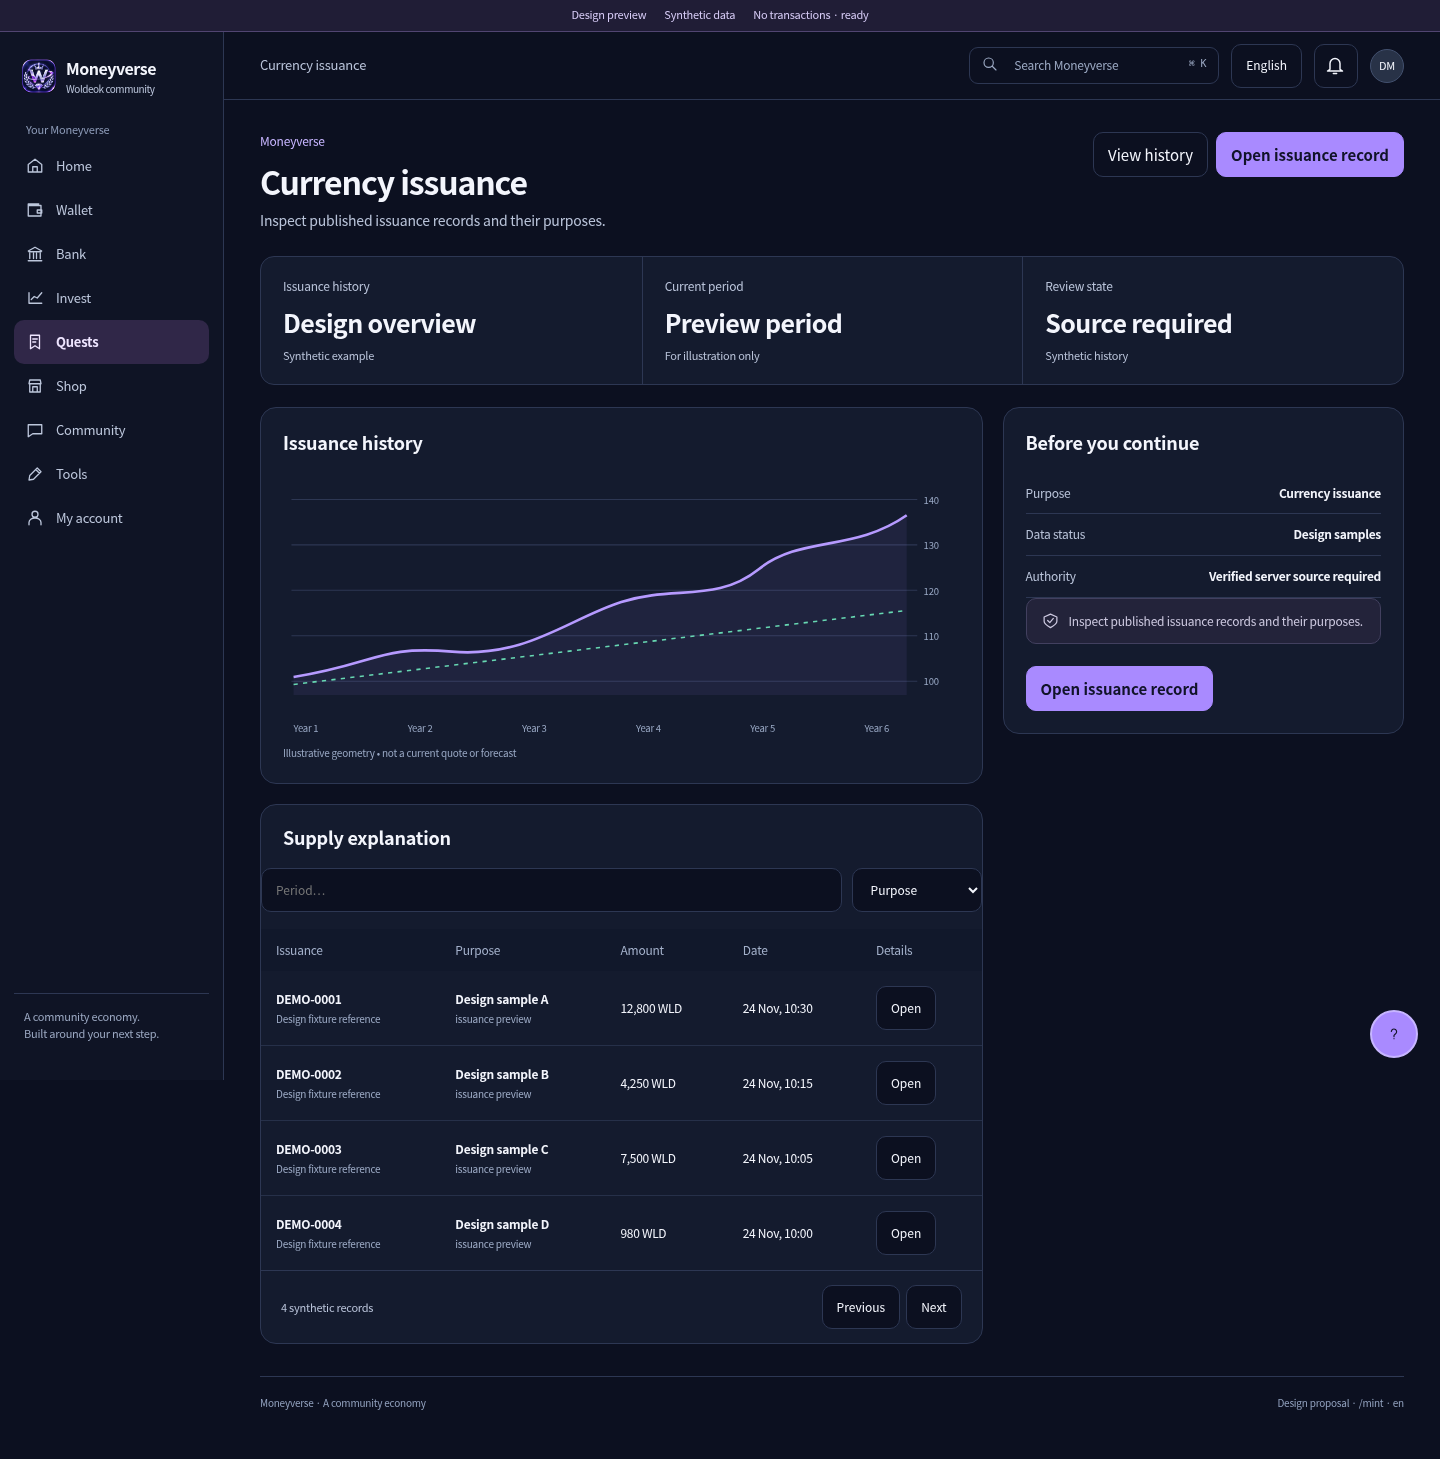 Design preview Synthetic data No transactions · ready
Moneyverse
Woldeok community
Your Moneyverse
Home
Wallet
Bank
Invest
Quests
Shop
Community
Tools
My account
A community economy.
Built around your next step.
Currency issuance
Search Moneyverse
⌘ K
English
DM
Moneyverse
Currency issuance
Inspect published issuance records and their purposes.
View history
Open issuance record
Issuance history
Design overview
Synthetic example
Current period
Preview period
For illustration only
Review state
Source required
Synthetic history
Issuance history
140
130
120
110
100
Year 1 Year 2 Year 3 Year 4 Year 5 Year 6
Illustrative geometry • not a current quote or forecast
Before you continue
Purpose Currency issuance
Data status Design samples
Authority Verified server source required
Inspect published issuance records and their purposes.
Open issuance record
Supply explanation
Period…
Purpose
Issuance Purpose Amount Date Details
DEMO-0001 Design sample A 12,800 WLD 24 Nov, 10:30 Open
Design fixture reference issuance preview
DEMO-0002 Design sample B 4,250 WLD 24 Nov, 10:15 Open
Design fixture reference issuance preview
DEMO-0003 Design sample C 7,500 WLD 24 Nov, 10:05 Open
Design fixture reference issuance preview
DEMO-0004 Design sample D 980 WLD 24 Nov, 10:00 Open
Design fixture reference issuance preview
4 synthetic records
Previous
Next
?
Moneyverse · A community economy
Design proposal · /mint · en